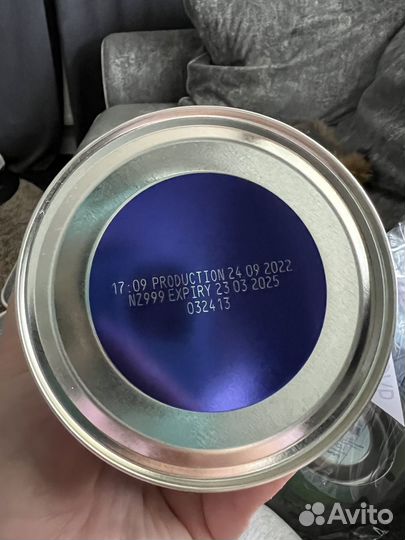 17:09 PRODUCTION 24 09 2022
NZ999 EXPIRY 23 03 2025
032413
Avito